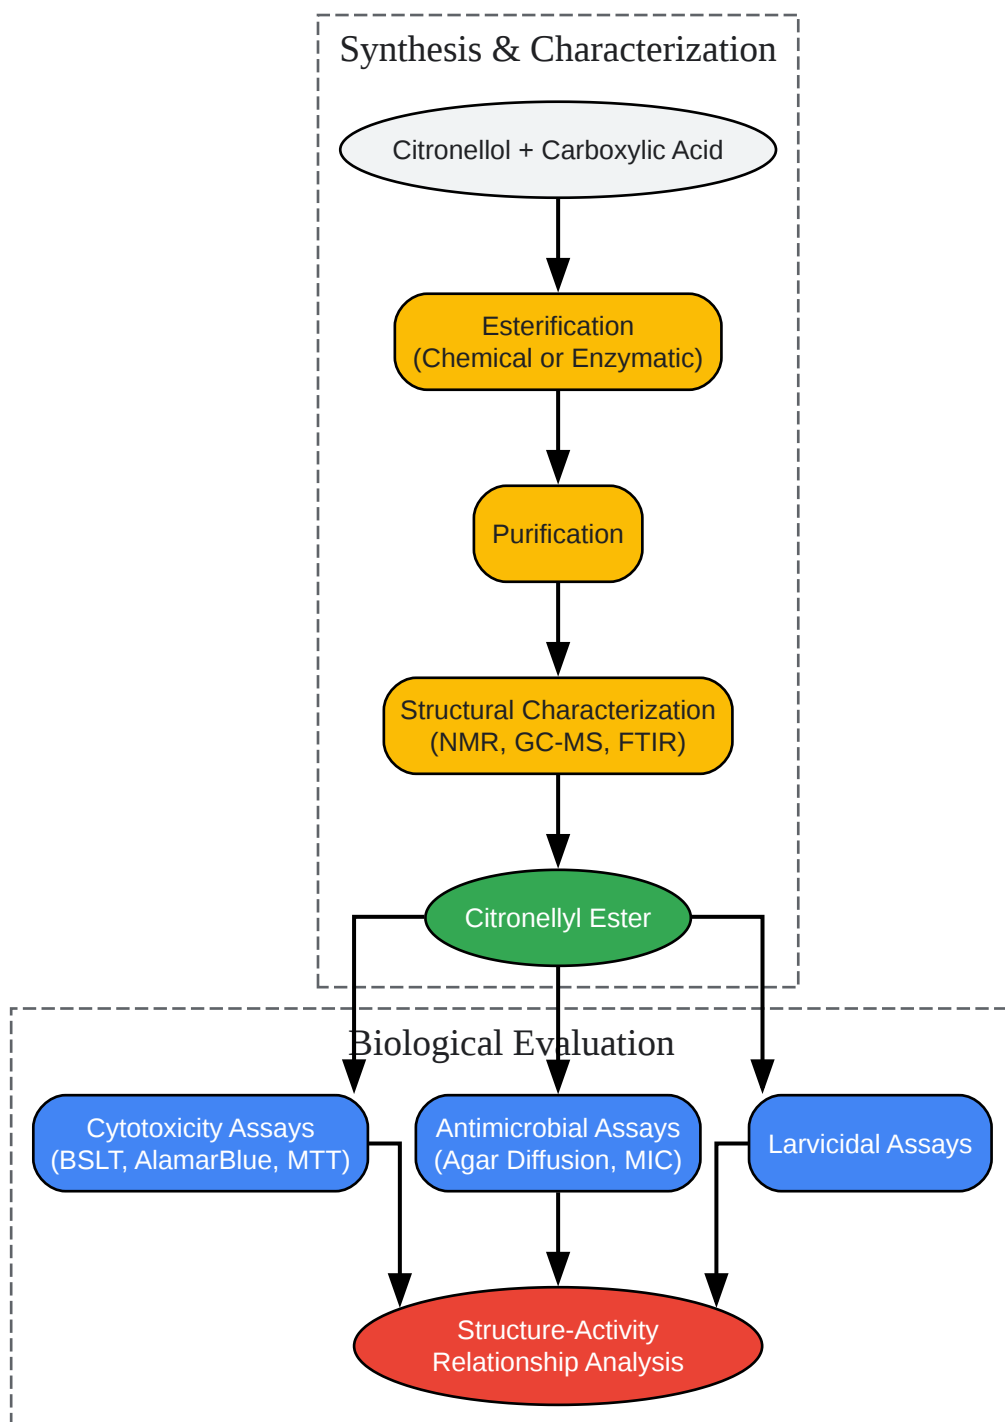 Synthesis & Characterization
Citronellol + Carboxylic Acid
Esterification
(Chemical or Enzymatic)
Purification
Structural Characterization
(NMR, GC-MS, FTIR)
Citronellyl Ester
Biological Evaluation
Cytotoxicity Assays
(BSLT, AlamarBlue, MTT)
Antimicrobial Assays
(Agar Diffusion, MIC)
Larvicidal Assays
Structure-Activity
Relationship Analysis